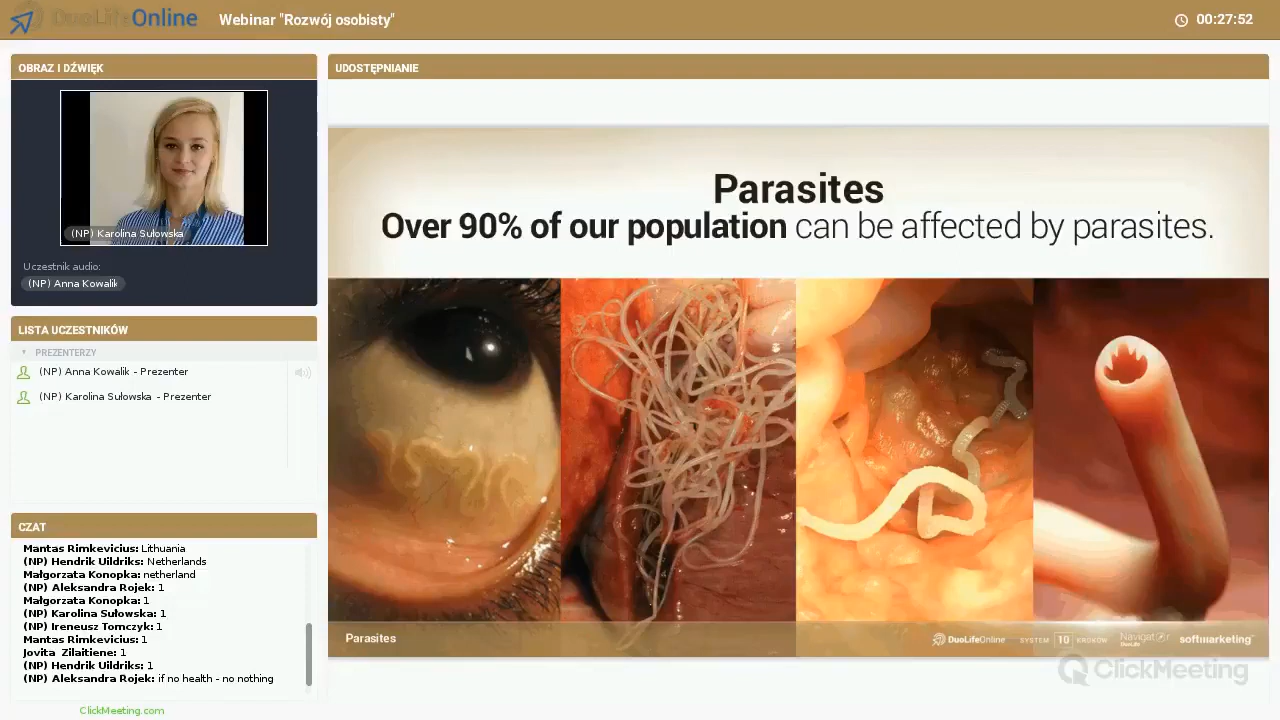 DuoLifeOnline
Webinar "Rozwój osobisty"
00:27:52
OBRAZ I DŹWIĘK
(NP) Karolina Sułowska
Uczestnik audio:
(NP) Anna Kowalik
LISTA UCZESTNIKÓW
PREZENTERZY
(NP) Anna Kowalik - Prezenter
(NP) Karolina Sułowska - Prezenter
CZAT
Mantas Rimkevicius: Lithuania
(NP) Hendrik Uildriks: Netherlands
Małgorzata Konopka: netherland
(NP) Aleksandra Rojek: 1
Małgorzata Konopka: 1
(NP) Karolina Sułowska: 1
(NP) Ireneusz Tomczyk: 1
Mantas Rimkevicius: 1
Jovita Zilaitiene: 1
(NP) Hendrik Uildriks: 1
(NP) Aleksandra Rojek: if no health - no nothing
ClickMeeting.com
UDOSTĘPNIANIE
Parasites
Over 90% of our population can be affected by parasites.
Parasites
DuoLifeOnline
SYSTEM 10 KROKÓW
Navigator
DuoLife
softmarketing
ClickMeeting